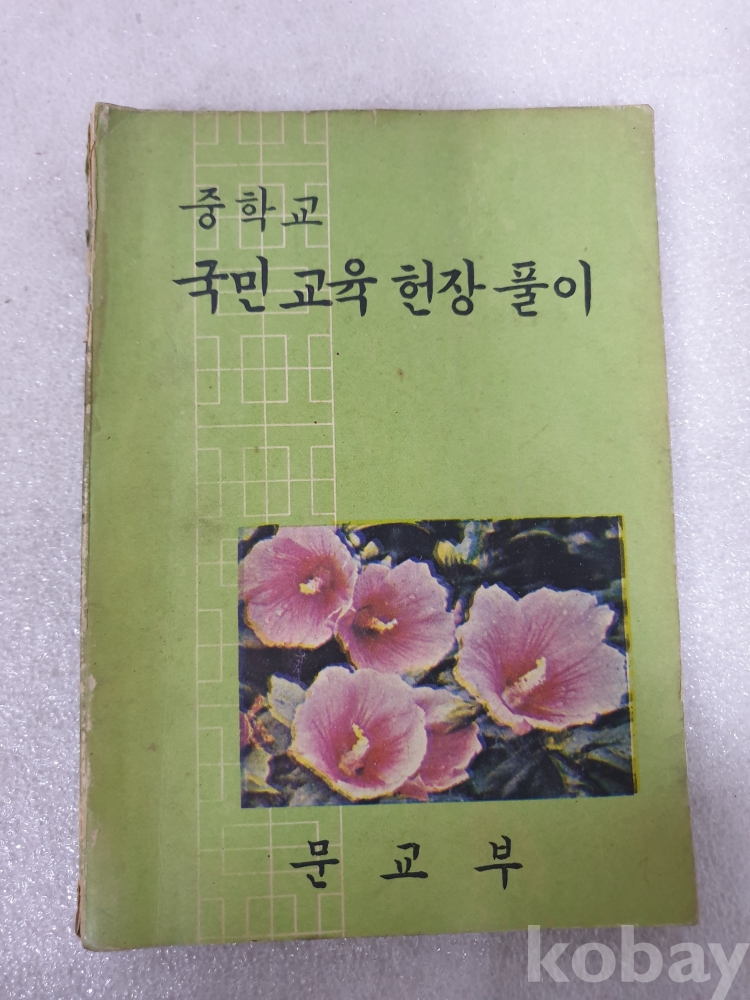 중학교
국민 교육 헌장 풀이
문교부
kobay